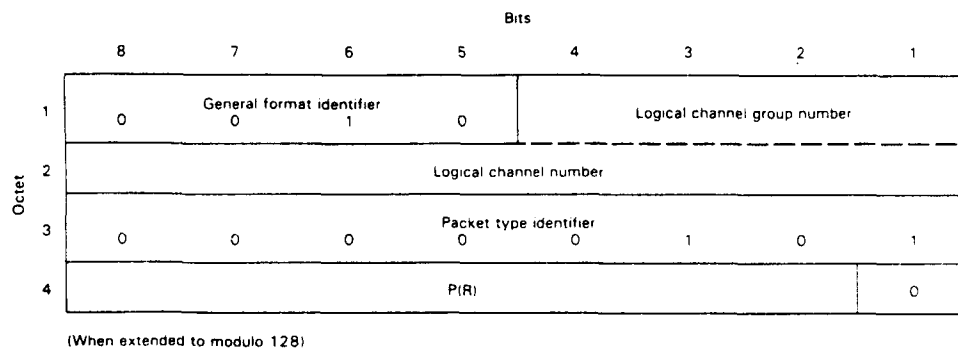 Bits
8 7 6 5 4 3 2 1
Octet
1
General format identifier
0 0 1 0
Logical channel group number
2
Logical channel number
3
Packet type identifier
0 0 0 0 0 1 0 1
4
P(R)
0
(When extended to modulo 128)